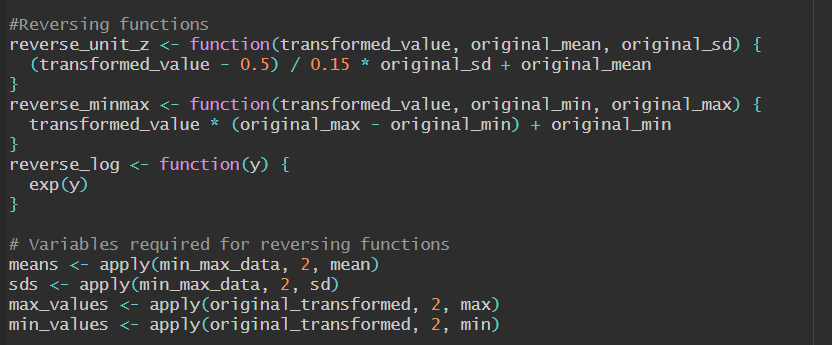 #Reversing functions
reverse_unit_z <- function(transformed_value, original_mean, original_sd) {
  (transformed_value - 0.5) / 0.15 * original_sd + original_mean
}
reverse_minmax <- function(transformed_value, original_min, original_max) {
  transformed_value * (original_max - original_min) + original_min
}
reverse_log <- function(y) {
  exp(y)
}

# Variables required for reversing functions
means <- apply(min_max_data, 2, mean)
sds <- apply(min_max_data, 2, sd)
max_values <- apply(original_transformed, 2, max)
min_values <- apply(original_transformed, 2, min)